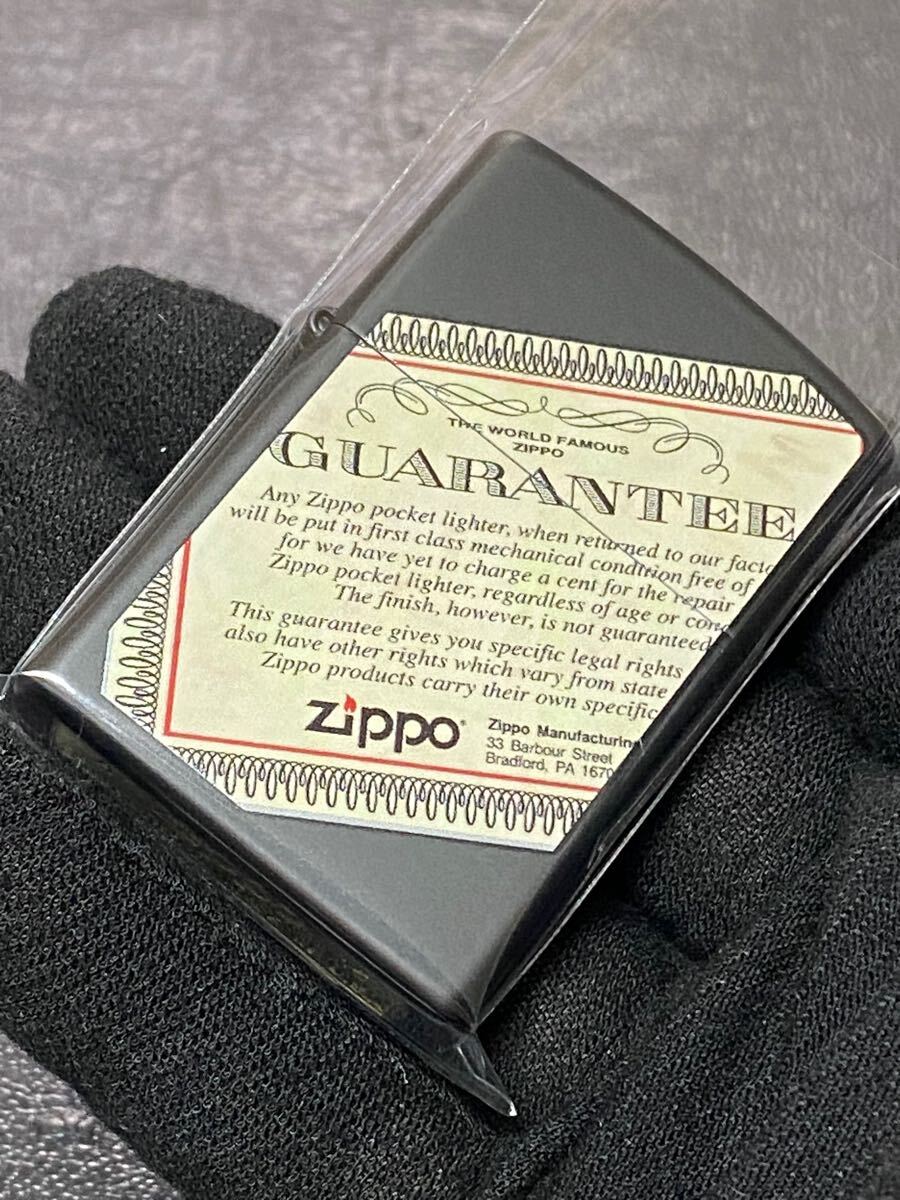 THE WORLD FAMOUS
ZIPPO
GUARANTEE
Any Zippo pocket lighter, when returned to our facto
will be put in first class mechanical condition free of
for we have yet to charge a cent for the repair
Zippo pocket lighter, regardless of age or cond
The finish, however, is not guaranteed
This guarantee gives you specific legal rights
also have other rights which vary from state
Zippo products carry their own specific
zippo
Zippo Manufacturing
33 Barbour Street
Bradford, PA 1670